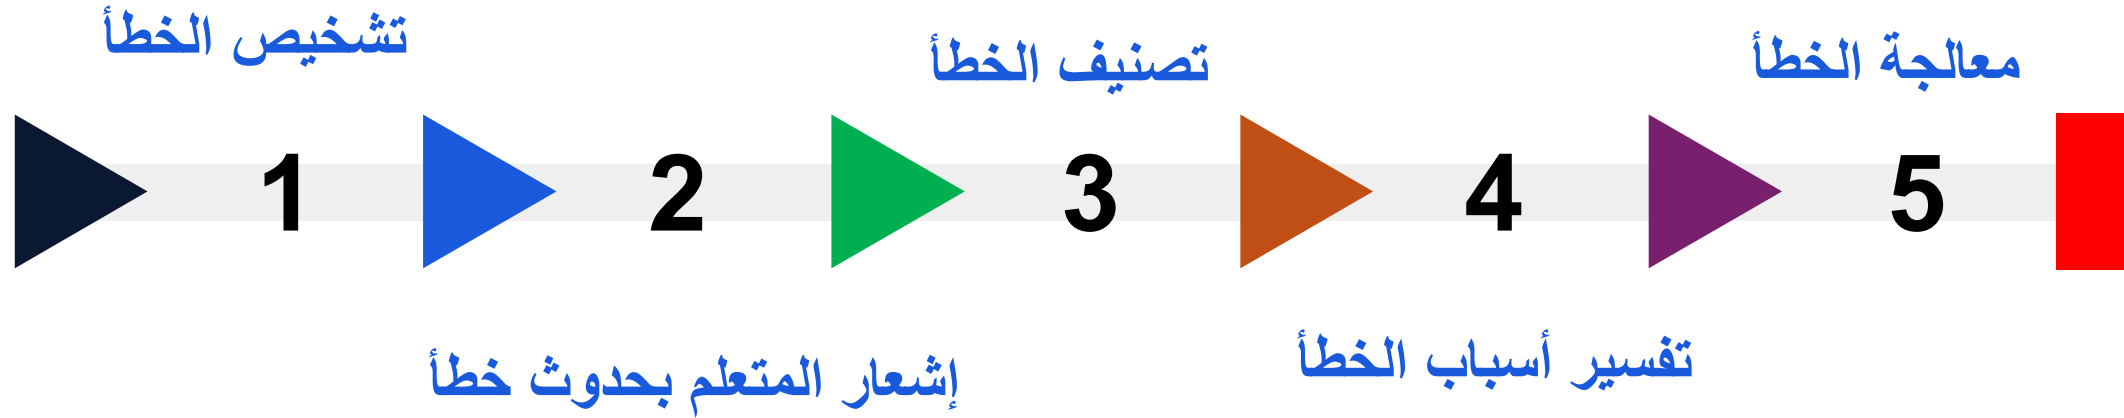 تشخيص الخطأ
تصنيف الخطأ
معالجة الخطأ
1
2
3
4
5
إشعار المتعلم بحدوث خطأ
تفسير أسباب الخطأ